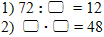 1) 72 : □ = 12
2) □ · □ = 48